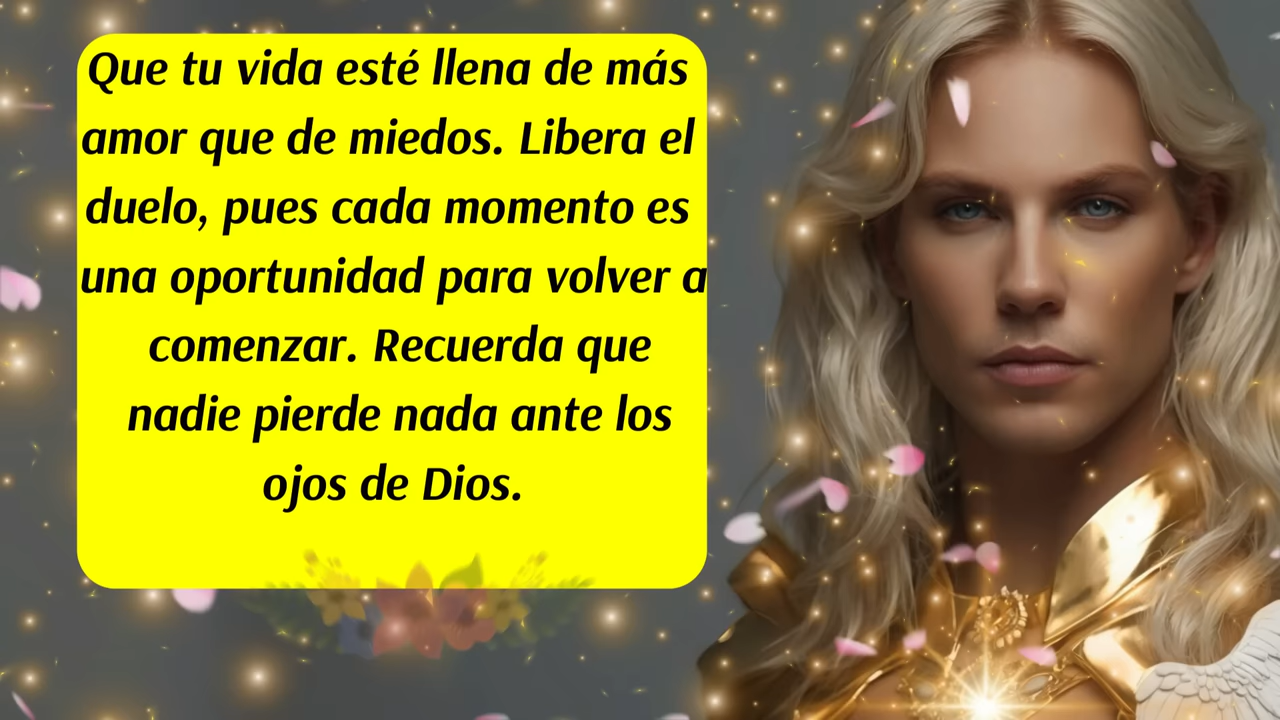 Que tu vida esté llena de más
amor que de miedos. Libera el
duelo, pues cada momento es
una oportunidad para volver a
comenzar. Recuerda que
nadie pierde nada ante los
ojos de Dios.